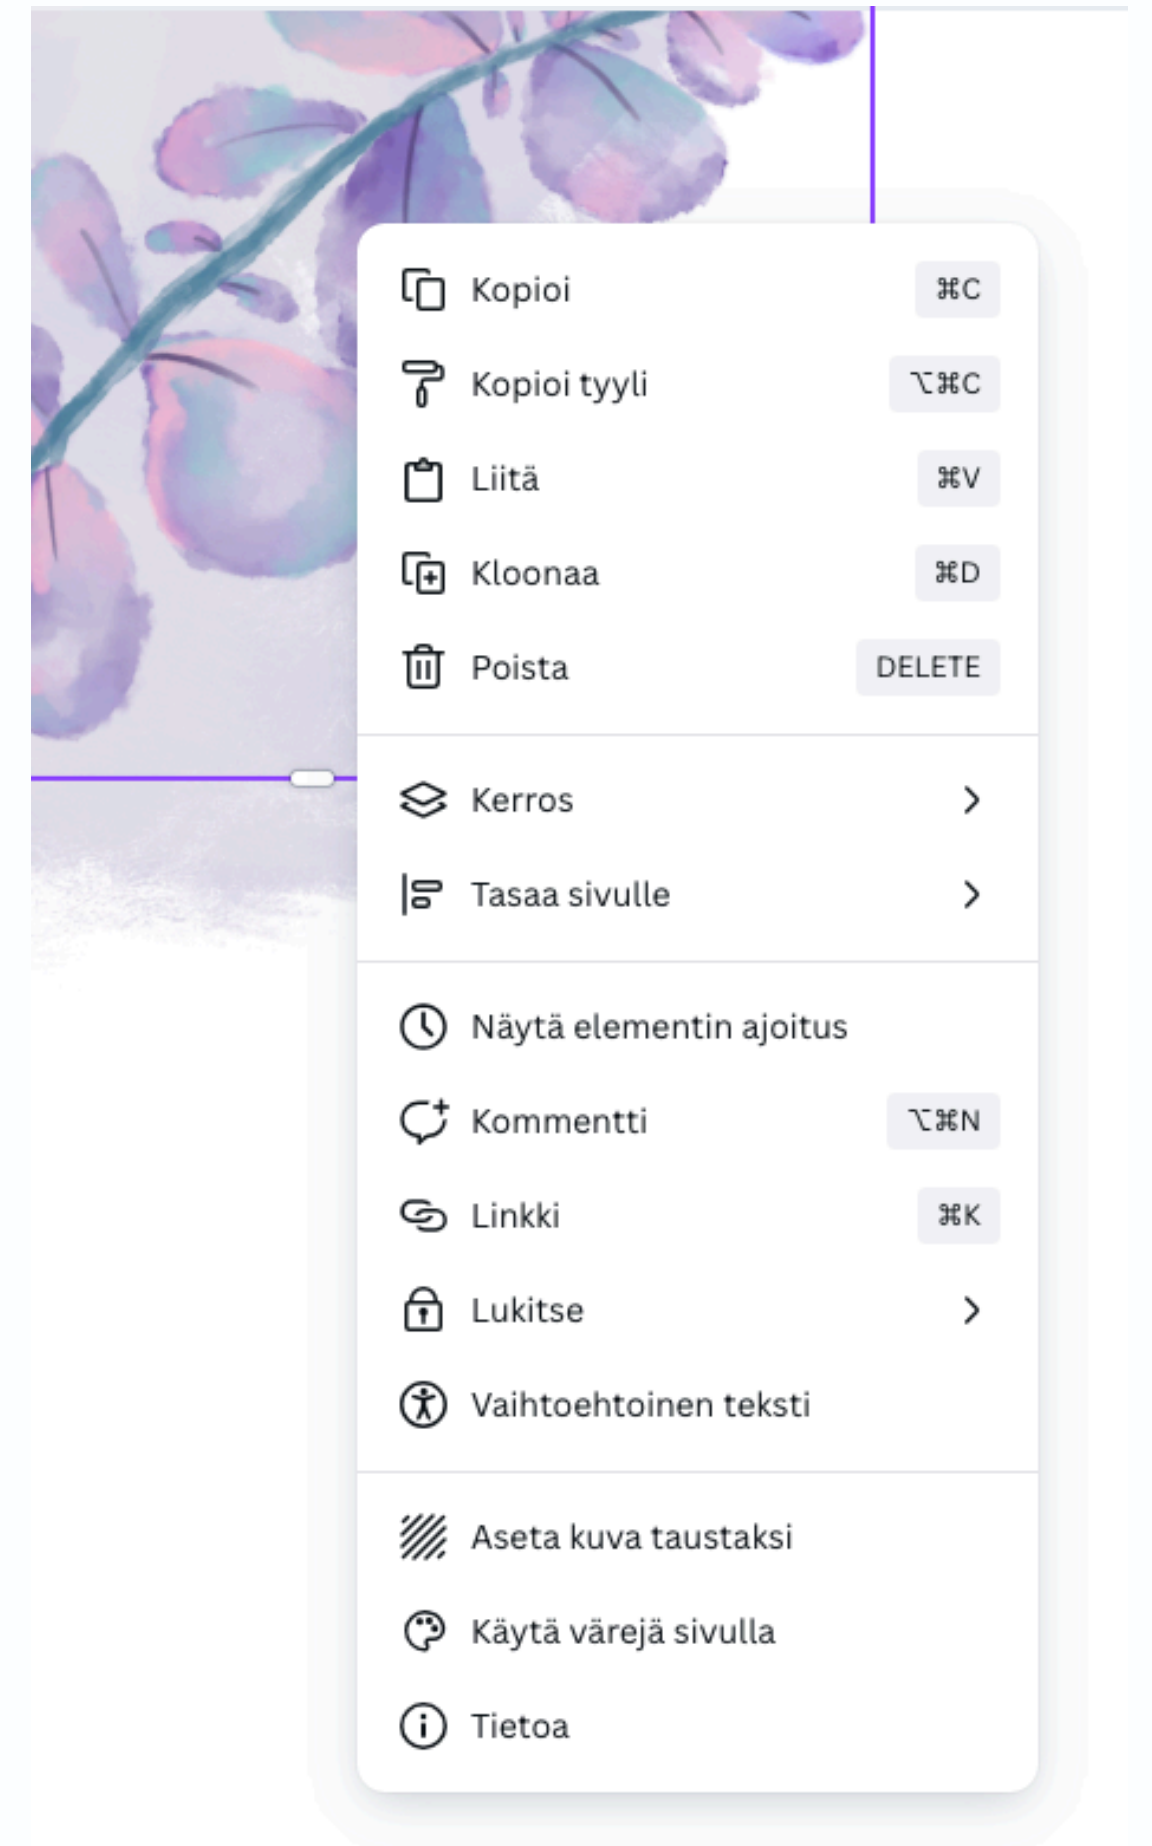 Kopioi ⌘C
Kopioi tyyli ⌥⌘C
Liitä ⌘V
Kloonaa ⌘D
Poista DELETE
Kerros
Tasaa sivulle
Näytä elementin ajoitus
Kommentti ⌥⌘N
Linkki ⌘K
Lukitse
Vaihtoehtoinen teksti
Aseta kuva taustaksi
Käytä värejä sivulla
Tietoa